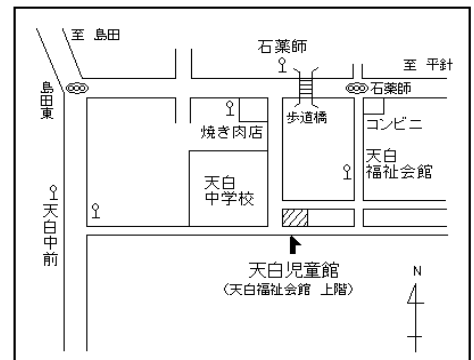 至 島田
石薬師
至 平針
島田東
石薬師
歩道橋
焼き肉店
コンビニ
天白
中学校
天白
福祉会館
天白中前
天白児童館
(天白福祉会館 上階)
N